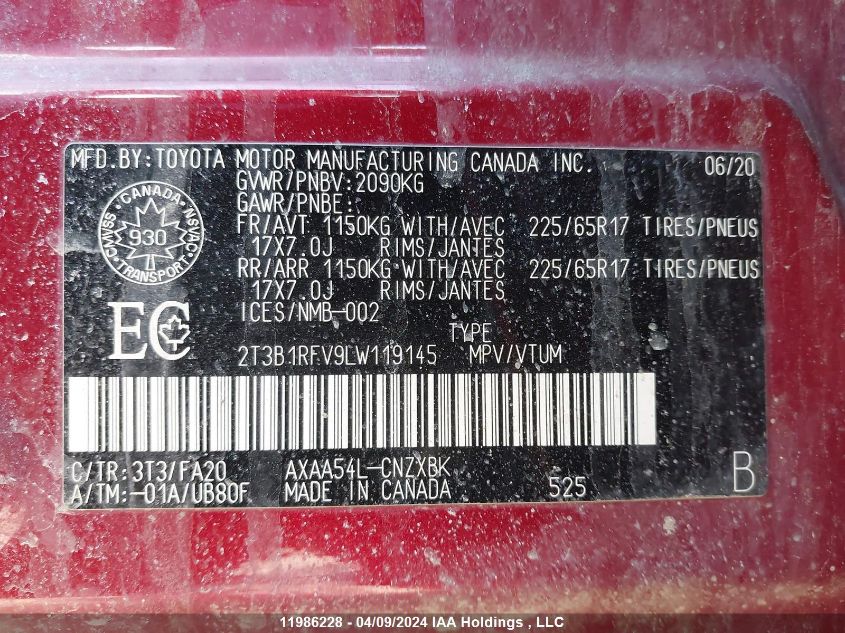 MFD.BY:TOYOTA MOTOR MANUFACTURING CANADA INC. 06/20
GVWR/PNBV:2090KG
GAWR/PNBE:
FR/AVT 1150KG WITH/AVEC 225/65R17 TIRES/PNEUS
17X7.0J RIMS/JANTES
RR/ARR 1150KG WITH/AVEC 225/65R17 TIRES/PNEUS
17X7.0J RIMS/JANTES
ICES/NMB-002
CANADA
CMVSS 930 NSVAC
TRANSPORT
EC
TYPE
2T3B1RFV9LW119145 MPV/VTUM
C/TR:3T3/FA20 AXAA54L-CNZXBK
A/TM:-01A/UB80F MADE IN CANADA 525 B
11986228 - 04/09/2024 IAA Holdings , LLC